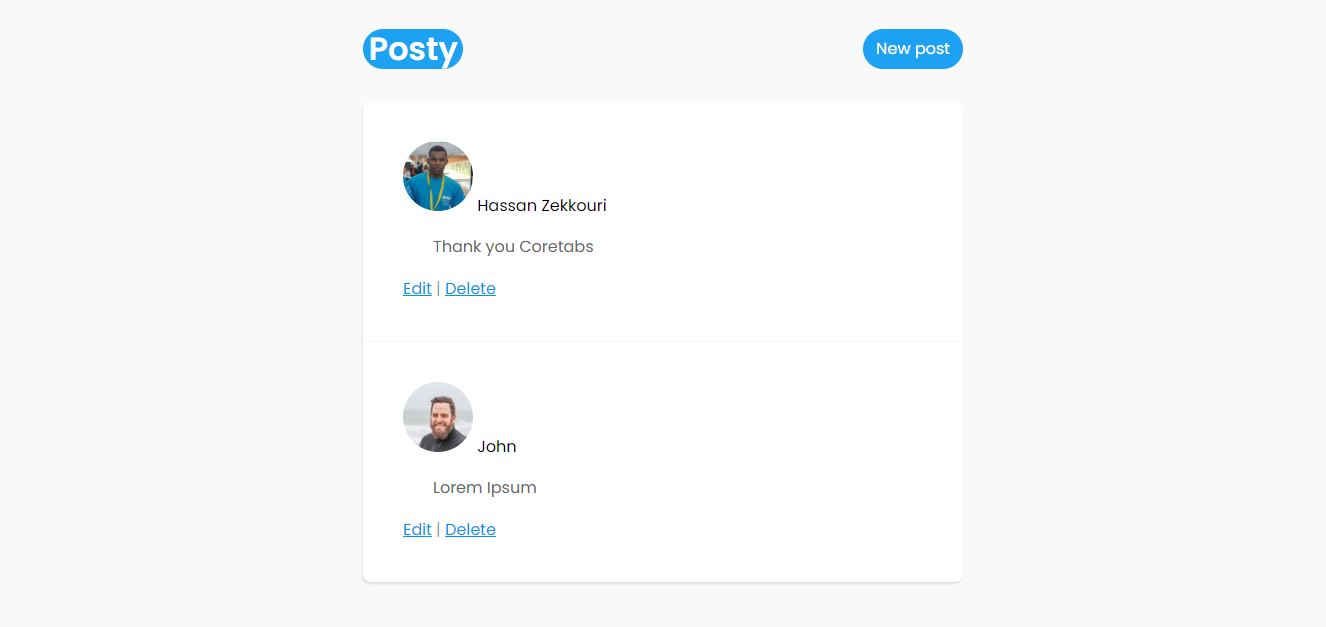 Posty
New post
Hassan Zekkouri
Thank you Coretabs
Edit | Delete
John
Lorem Ipsum
Edit | Delete